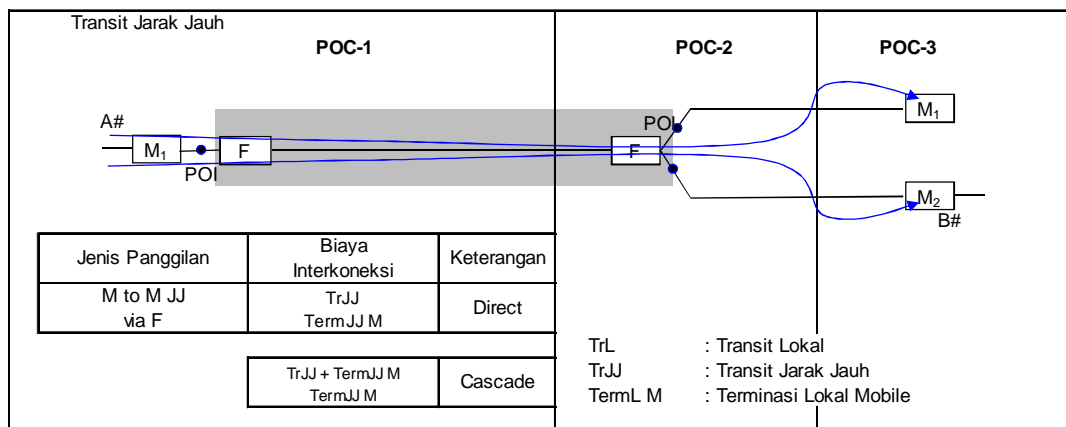 Transit Jarak Jauh
POC-1
POC-2
POC-3
A#
M₁
POI
F
POI
F
M₁
M₂
B#
Jenis Panggilan
Biaya
Interkoneksi
Keterangan
M to M JJ
via F
TrJJ
TermJJ M
Direct
TrJJ + TermJJ M
TermJJ M
Cascade
TrL : Transit Lokal
TrJJ : Transit Jarak Jauh
TermL M : Terminasi Lokal Mobile